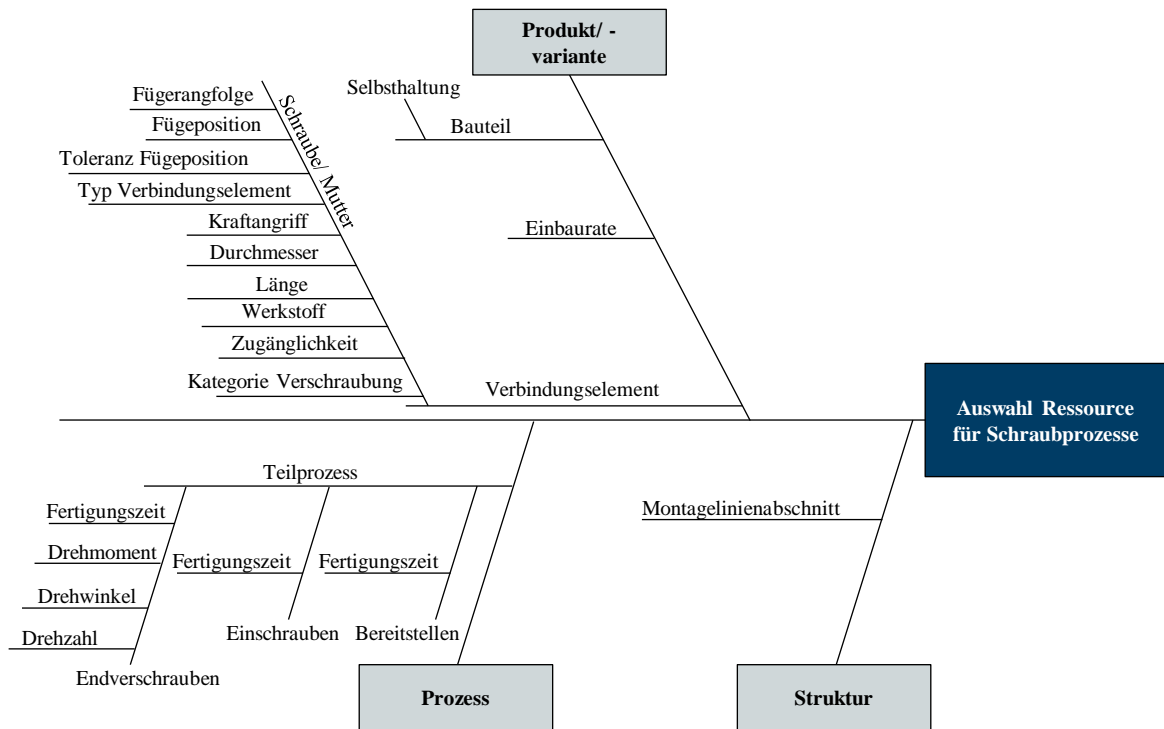 Produkt/ -
variante
Selbsthaltung
Bauteil
Einbaurate
Verbindungselement
Schraube/ Mutter
Fügerangfolge
Fügeposition
Toleranz Fügeposition
Typ Verbindungselement
Kraftangriff
Durchmesser
Länge
Werkstoff
Zugänglichkeit
Kategorie Verschraubung
Auswahl Ressource
für Schraubprozesse
Teilprozess
Fertigungszeit
Drehmoment
Drehwinkel
Drehzahl
Endverschrauben
Fertigungszeit
Einschrauben
Fertigungszeit
Bereitstellen
Prozess
Montagelinienabschnitt
Struktur